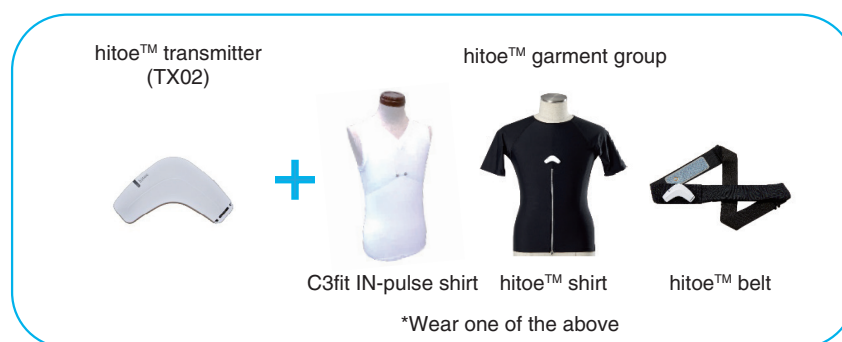 hitoe™ transmitter
(TX02)
hitoe™ garment group
+
C3fit IN-pulse shirt
hitoe™ shirt
hitoe™ belt
*Wear one of the above